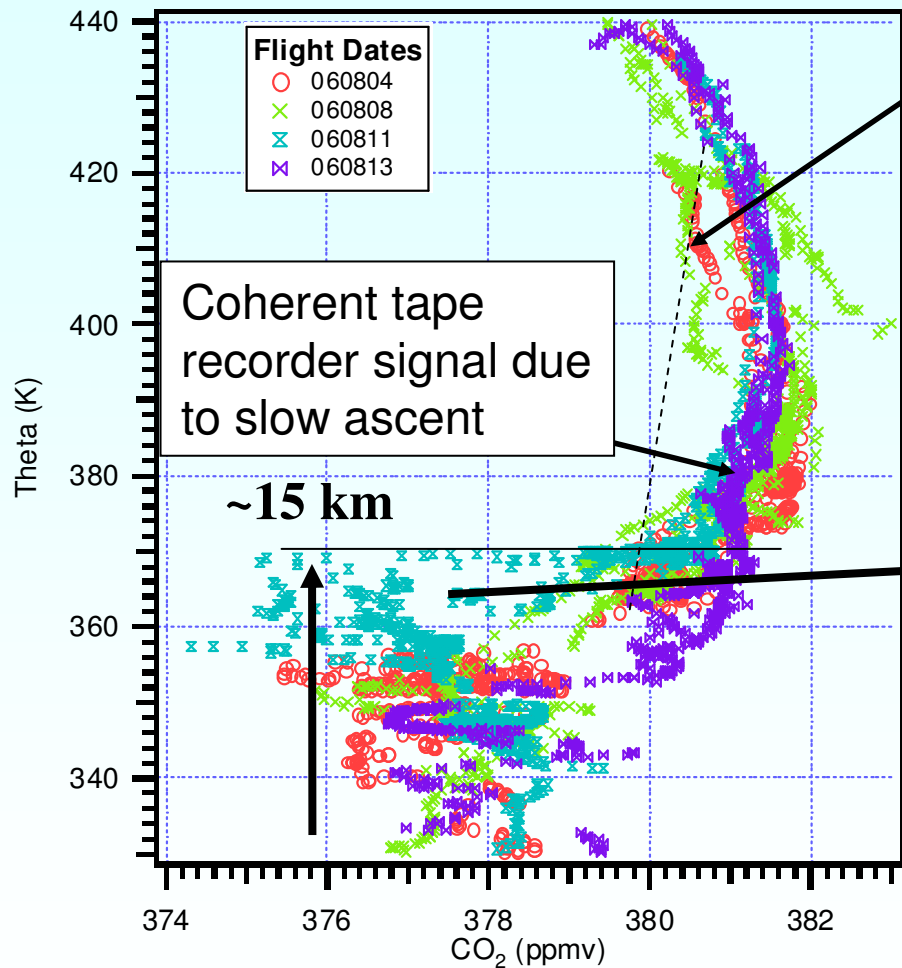 Flight Dates
060804
060808
060811
060813
Coherent tape
recorder signal due
to slow ascent
~15 km
Theta (K)
440
420
400
380
360
340
374
376
378
380
382
CO₂ (ppmv)